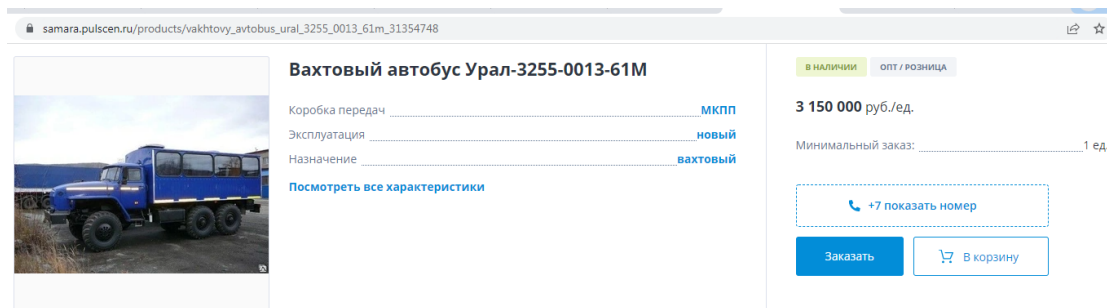 samara.pulscen.ru/products/vakhtovy_avtobus_ural_3255_0013_61m_31354748
Вахтовый автобус Урал-3255-0013-61М
Коробка передач МКПП
Эксплуатация новый
Назначение вахтовый
Посмотреть все характеристики
В НАЛИЧИИ ОПТ / РОЗНИЦА
3 150 000 руб./ед.
Минимальный заказ: 1 ед.
+7 показать номер
Заказать В корзину